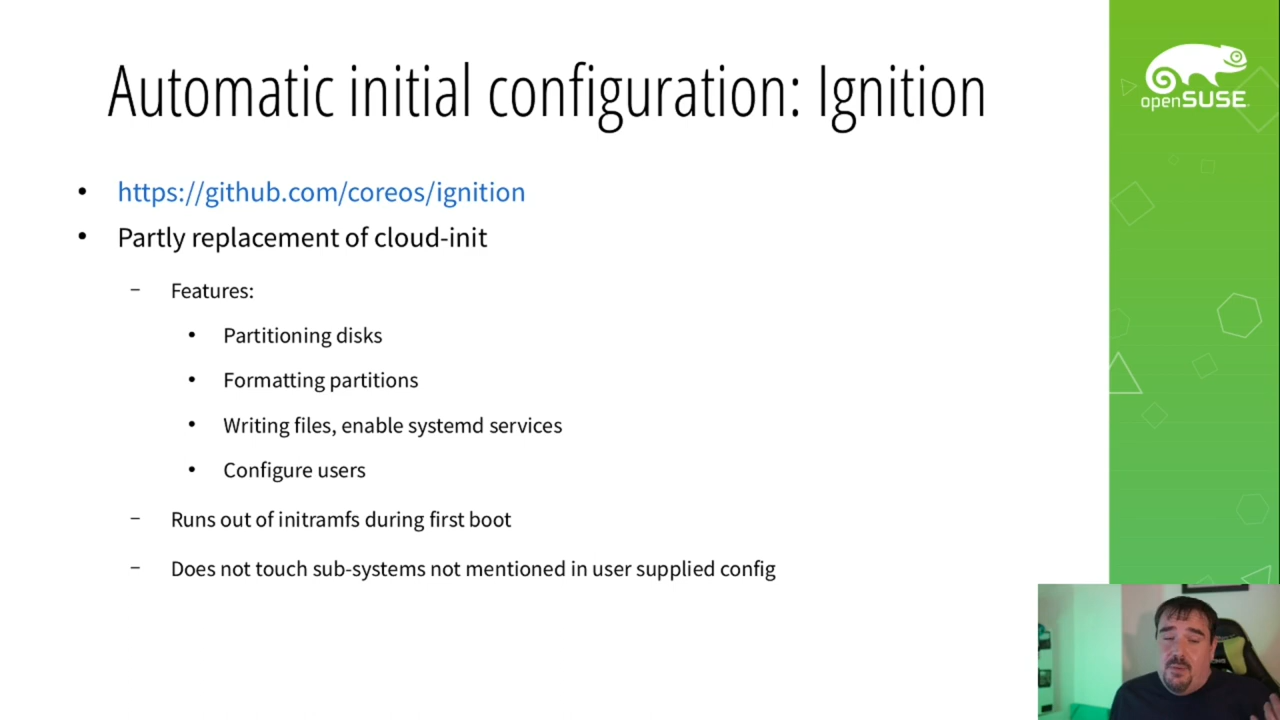 Automatic initial configuration: Ignition
openSUSE
• https://github.com/coreos/ignition
• Partly replacement of cloud-init
– Features:
• Partitioning disks
• Formatting partitions
• Writing files, enable systemd services
• Configure users
– Runs out of initramfs during first boot
– Does not touch sub-systems not mentioned in user supplied config